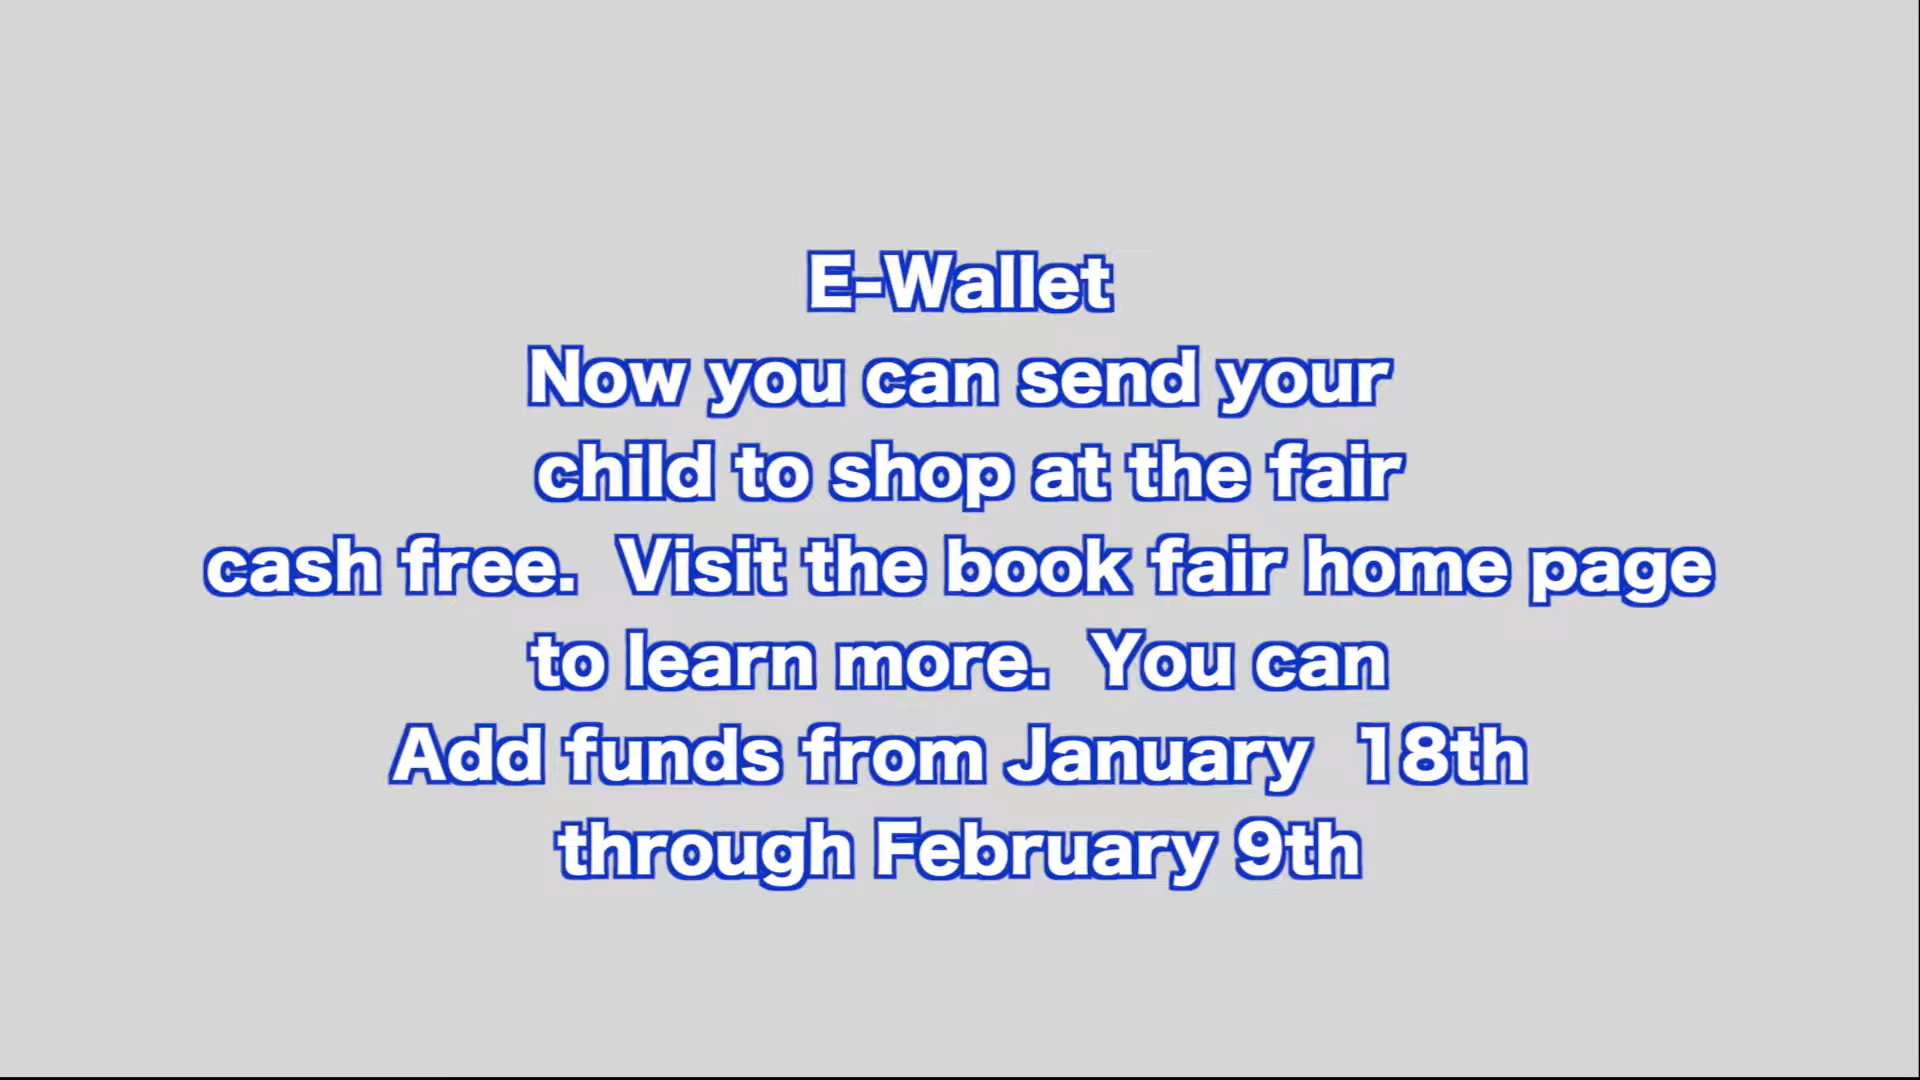 E-Wallet
Now you can send your
child to shop at the fair
cash free.  Visit the book fair home page
to learn more.  You can
Add funds from January  18th
through February 9th